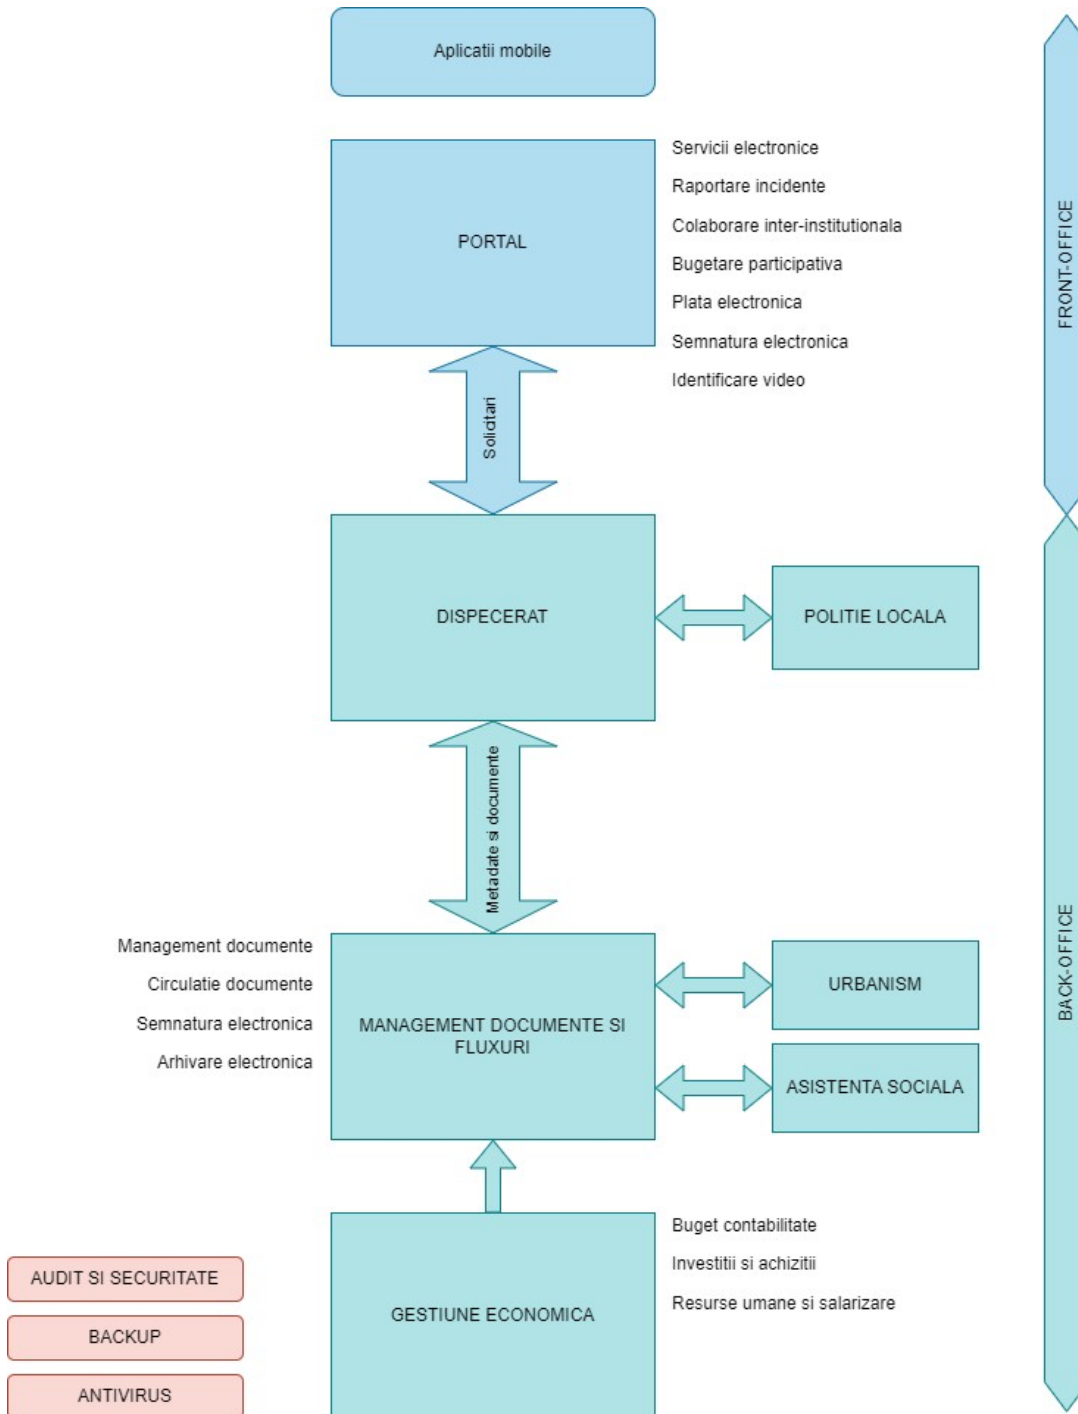 Aplicatii mobile
PORTAL
Servicii electronice
Raportare incidente
Colaborare inter-institutionala
Bugetare participativa
Plata electronica
Semnatura electronica
Identificare video
FRONT-OFFICE
Solicitari
DISPECERAT
POLITIE LOCALA
Metadate si documente
Management documente
Circulatie documente
Semnatura electronica
Arhivare electronica
MANAGEMENT DOCUMENTE SI
FLUXURI
URBANISM
ASISTENTA SOCIALA
BACK-OFFICE
GESTIUNE ECONOMICA
Buget contabilitate
Investitii si achizitii
Resurse umane si salarizare
AUDIT SI SECURITATE
BACKUP
ANTIVIRUS